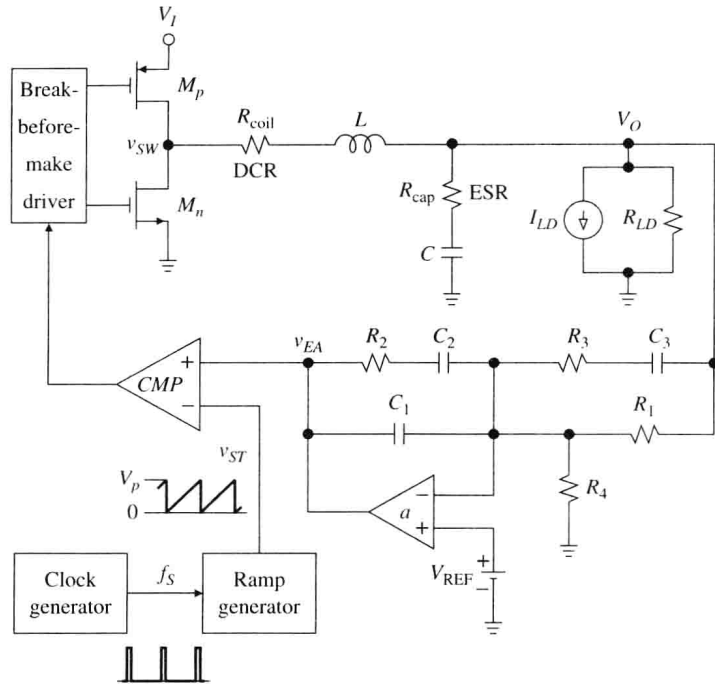 V_I
Break-
before-
make
driver
M_p
v_SW
M_n
R_coil
DCR
L
V_O
R_cap
ESR
C
I_LD
R_LD
v_EA
R_2
C_2
R_3
C_3
CMP
+
−
C_1
R_1
v_ST
V_p
0
a
−
+
R_4
V_REF
+
−
Clock
generator
f_S
Ramp
generator